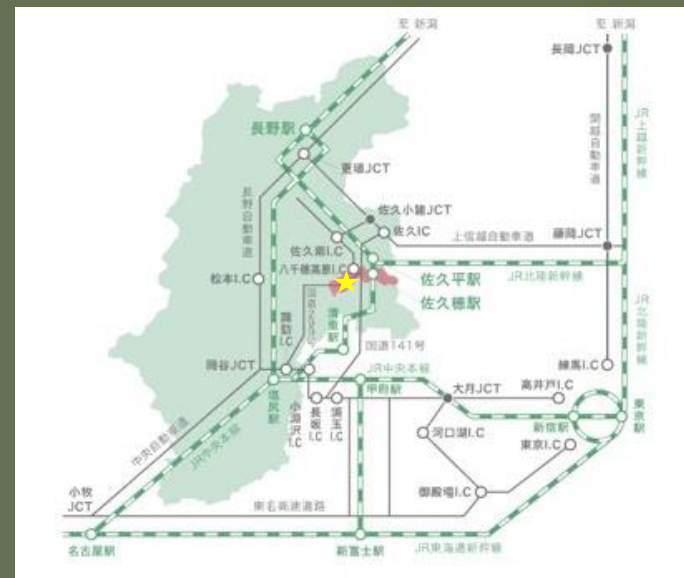 至 新潟
至 新潟
長岡JCT
JR上越新幹線
関越自動車道
長野駅
更埴JCT
長野自動車道
佐久小諸JCT
佐久IC
上信越自動車道
藤岡JCT
佐久南I.C
八千穂高原I.C
佐久平駅
JR北陸新幹線
松本I.C
佐久穂駅
国道299号
清里駅
諏訪I.C
国道141号
JR北陸新幹線
練馬I.C
岡谷JCT
JR中央本線
塩尻駅
甲府駅
大月JCT
高井戸I.C
小淵沢I.C
長坂I.C
須玉I.C
新宿駅
東京駅
河口湖I.C
東京I.C
中央自動車道
JR中央本線
御殿場I.C
小牧JCT
東名高速道路
名古屋駅
新富士駅
JR東海道新幹線